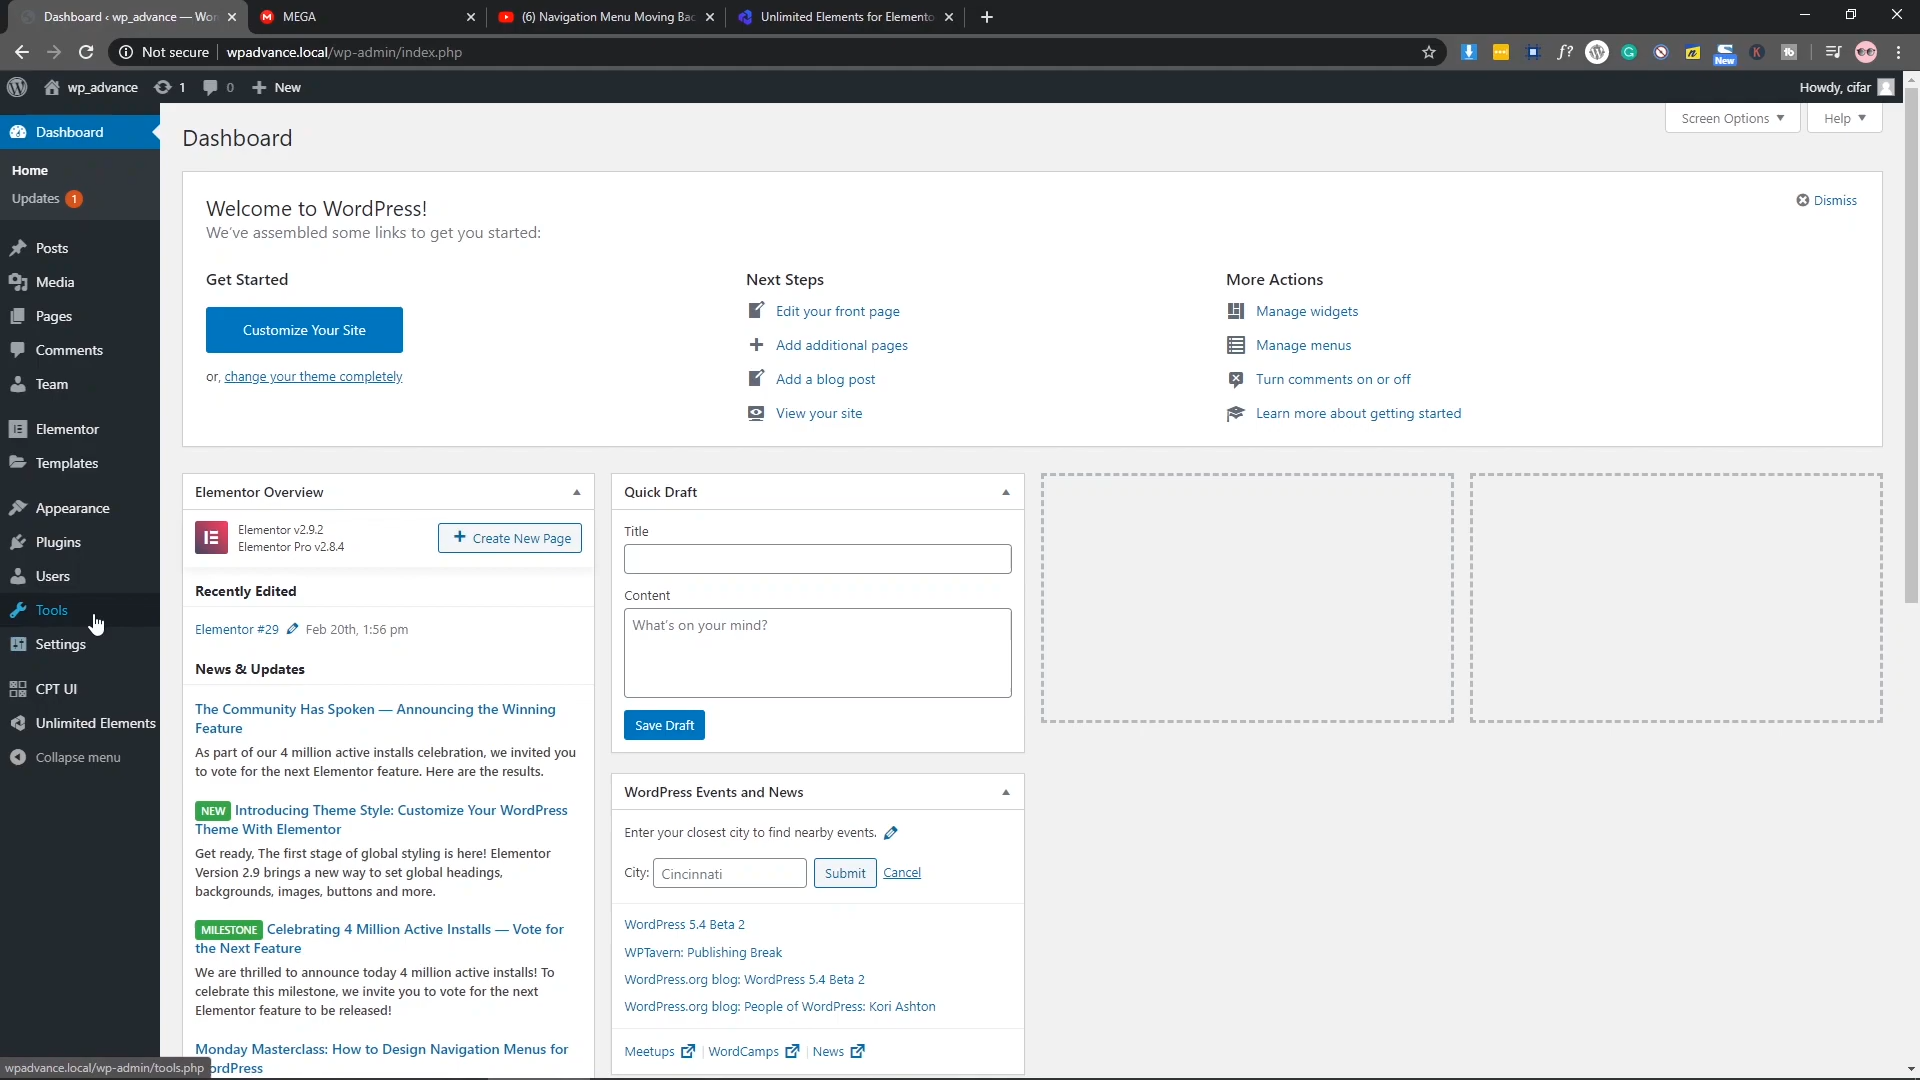 Dashboard ‹ wp_advance — Wor
MEGA
(6) Navigation Menu Moving Bac
Unlimited Elements for Elemento
Not secure
wpadvance.local/wp-admin/index.php
f?
New
wp_advance
1
0
New
Howdy, cifar
Dashboard
Home
Updates 1
Posts
Media
Pages
Comments
Team
Elementor
Templates
Appearance
Plugins
Users
Tools
Settings
CPT UI
Unlimited Elements
Collapse menu
wpadvance.local/wp-admin/tools.php
Dashboard
Screen Options
Help
Welcome to WordPress!
We've assembled some links to get you started:
Dismiss
Get Started
Customize Your Site
or, change your theme completely
Next Steps
Edit your front page
Add additional pages
Add a blog post
View your site
More Actions
Manage widgets
Manage menus
Turn comments on or off
Learn more about getting started
Elementor Overview
Elementor v2.9.2
Elementor Pro v2.8.4
Create New Page
Recently Edited
Elementor #29 Feb 20th, 1:56 pm
News & Updates
The Community Has Spoken — Announcing the Winning
Feature
As part of our 4 million active installs celebration, we invited you
to vote for the next Elementor feature. Here are the results.
NEW Introducing Theme Style: Customize Your WordPress
Theme With Elementor
Get ready, The first stage of global styling is here! Elementor
Version 2.9 brings a new way to set global headings,
backgrounds, images, buttons and more.
MILESTONE Celebrating 4 Million Active Installs — Vote for
the Next Feature
We are thrilled to announce today 4 million active installs! To
celebrate this milestone, we invite you to vote for the next
Elementor feature to be released!
Monday Masterclass: How to Design Navigation Menus for
ordPress
Quick Draft
Title
Content
What's on your mind?
Save Draft
WordPress Events and News
Enter your closest city to find nearby events.
City: Cincinnati Submit Cancel
WordPress 5.4 Beta 2
WPTavern: Publishing Break
WordPress.org blog: WordPress 5.4 Beta 2
WordPress.org blog: People of WordPress: Kori Ashton
Meetups | WordCamps | News